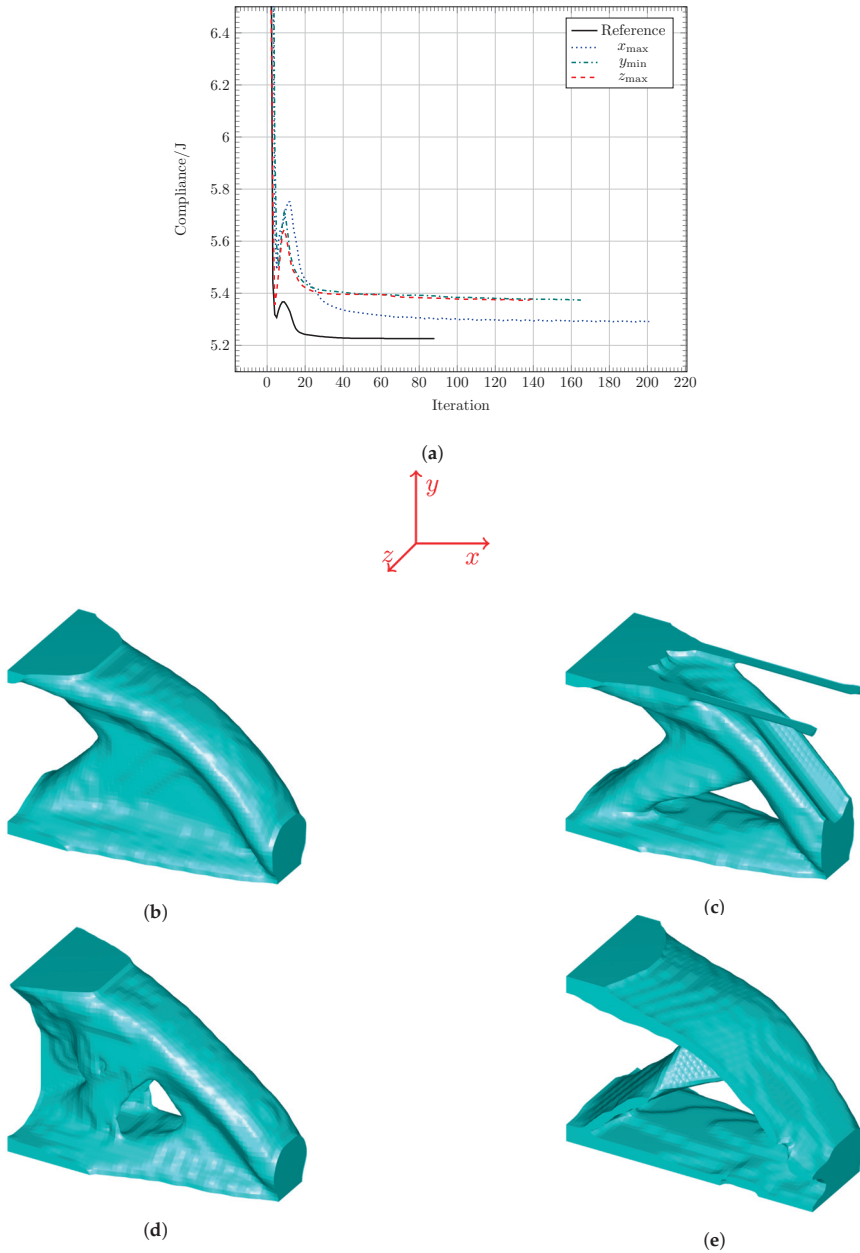 6.4
6.2
6
5.8
5.6
5.4
5.2
Compliance/J
Reference
x_max
y_min
z_max
0 20 40 60 80 100 120 140 160 180 200 220
Iteration
(a)
y
z x
(b)
(c)
(d)
(e)